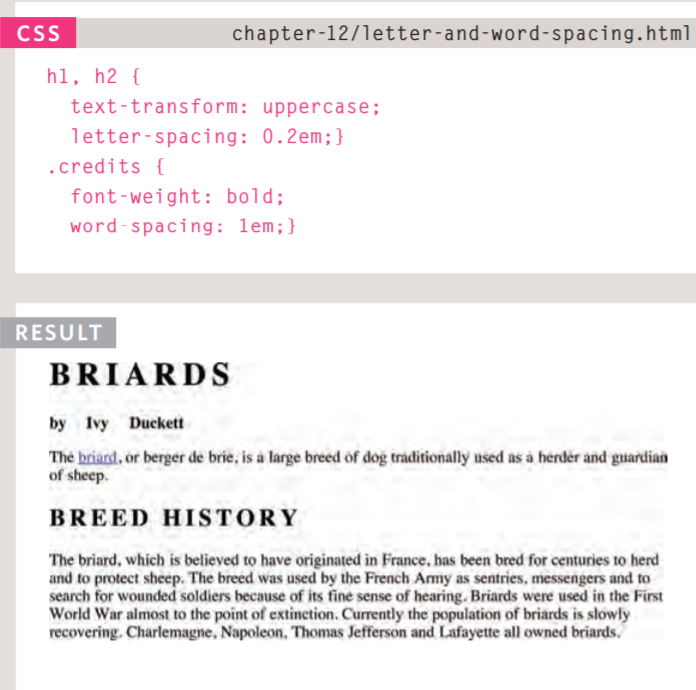 CSS chapter-12/letter-and-word-spacing.html
h1, h2 {
text-transform: uppercase;
letter-spacing: 0.2em;}
.credits {
font-weight: bold;
word-spacing: 1em;}
RESULT
BRIARDS
by Ivy Duckett
The briard, or berger de brie, is a large breed of dog traditionally used as a herder and guardian
of sheep.
BREED HISTORY
The briard, which is believed to have originated in France, has been bred for centuries to herd
and to protect sheep. The breed was used by the French Army as sentries, messengers and to
search for wounded soldiers because of its fine sense of hearing. Briards were used in the First
World War almost to the point of extinction. Currently the population of briards is slowly
recovering. Charlemagne, Napoleon, Thomas Jefferson and Lafayette all owned briards.